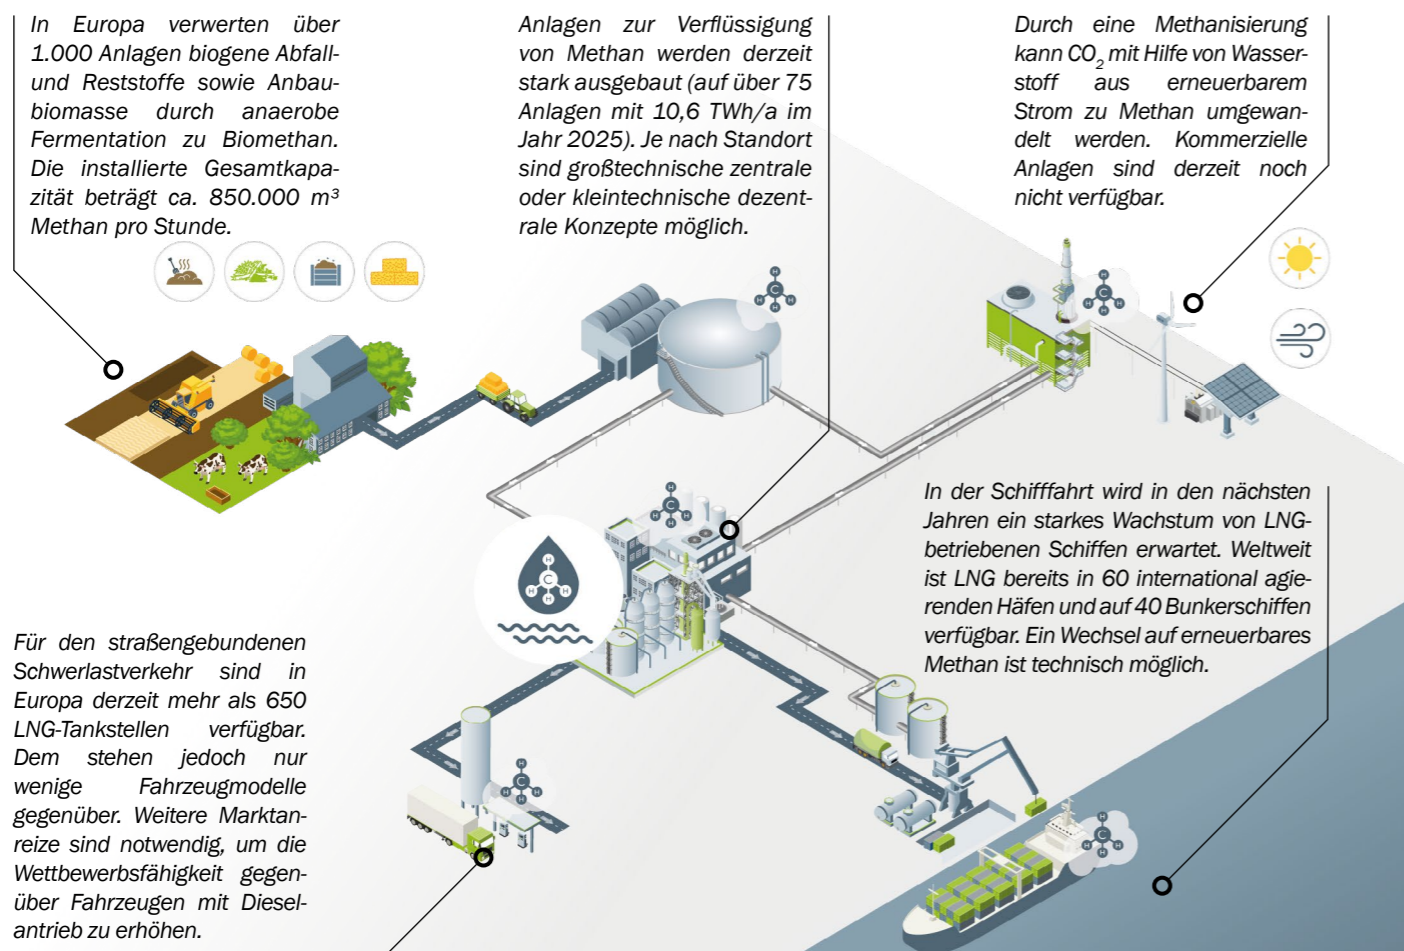 In Europa verwerten über
1.000 Anlagen biogene Abfall-
und Reststoffe sowie Anbau-
biomasse durch anaerobe
Fermentation zu Biomethan.
Die installierte Gesamtkapa-
zität beträgt ca. 850.000 m³
Methan pro Stunde.
Anlagen zur Verflüssigung
von Methan werden derzeit
stark ausgebaut (auf über 75
Anlagen mit 10,6 TWh/a im
Jahr 2025). Je nach Standort
sind großtechnische zentrale
oder kleintechnische dezent-
rale Konzepte möglich.
Durch eine Methanisierung
kann CO₂ mit Hilfe von Wasser-
stoff aus erneuerbarem
Strom zu Methan umgewan-
delt werden. Kommerzielle
Anlagen sind derzeit noch
nicht verfügbar.
H
C
H H
H
H
C
H H
H
H
C
H H
H
H
C
H H
H
In der Schifffahrt wird in den nächsten
Jahren ein starkes Wachstum von LNG-
betriebenen Schiffen erwartet. Weltweit
ist LNG bereits in 60 international agie-
renden Häfen und auf 40 Bunkerschiffen
verfügbar. Ein Wechsel auf erneuerbares
Methan ist technisch möglich.
Für den straßengebundenen
Schwerlastverkehr sind in
Europa derzeit mehr als 650
LNG-Tankstellen verfügbar.
Dem stehen jedoch nur
wenige Fahrzeugmodelle
gegenüber. Weitere Marktan-
reize sind notwendig, um die
Wettbewerbsfähigkeit gegen-
über Fahrzeugen mit Diesel-
antrieb zu erhöhen.
H
C
H H
H
H
C
H H
H